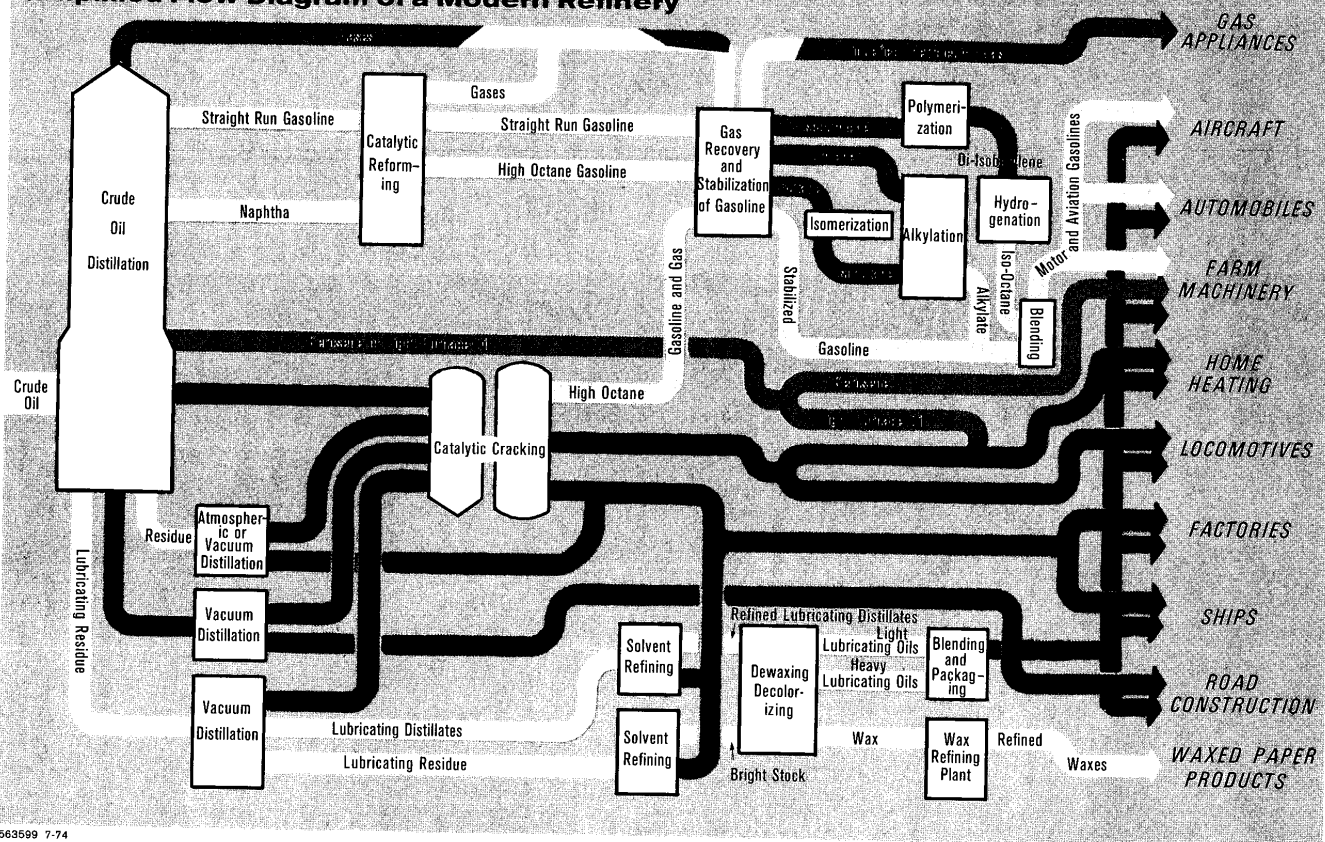 Flow Diagram of a Modern Refinery
GAS
APPLIANCES
Gases
Straight Run Gasoline
Catalytic
Reform-
ing
Straight Run Gasoline
High Octane Gasoline
Naphtha
Crude
Oil
Distillation
Gas
Recovery
and
Stabilization
of Gasoline
Polymeri-
zation
Hydro-
genation
Isomerization
Alkylation
Iso-Octane
Alkylate
Motor and Aviation Gasolines
Blending
AIRCRAFT
AUTOMOBILES
FARM
MACHINERY
Gasoline and Gas
Stabilized
Gasoline
Kerosene
Crude
Oil
High Octane
Catalytic Cracking
HOME
HEATING
LOCOMOTIVES
FACTORIES
SHIPS
ROAD
CONSTRUCTION
WAXED PAPER
PRODUCTS
Residue
Atmospher-
ic or
Vacuum
Distillation
Lubricating Residue
Vacuum
Distillation
Vacuum
Distillation
Lubricating Distillates
Lubricating Residue
Solvent
Refining
Solvent
Refining
Refined Lubricating Distillates
Light
Lubricating Oils
Heavy
Lubricating Oils
Dewaxing
Decolor-
izing
Blending
and
Packag-
ing
Wax
Bright Stock
Wax
Refining
Plant
Refined
Waxes
563599 7-74